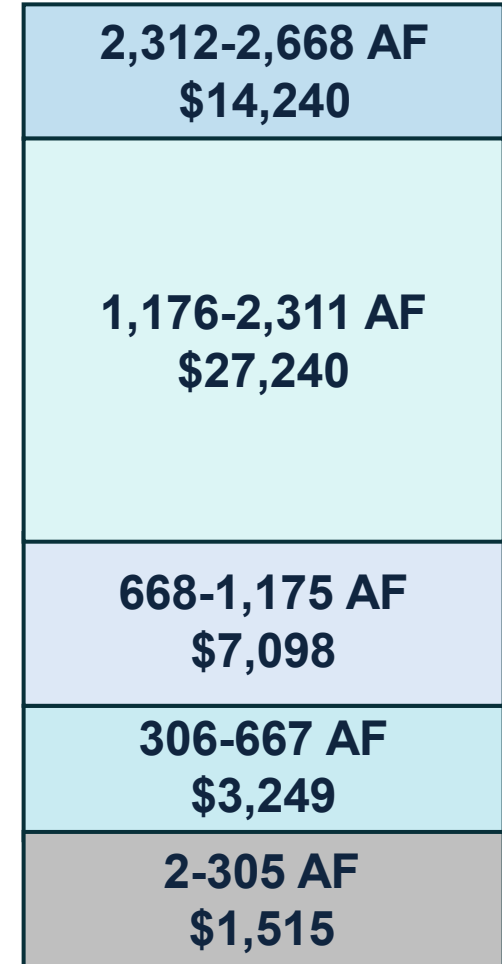 2,312-2,668 AF
$14,240
1,176-2,311 AF
$27,240
668-1,175 AF
$7,098
306-667 AF
$3,249
2-305 AF
$1,515